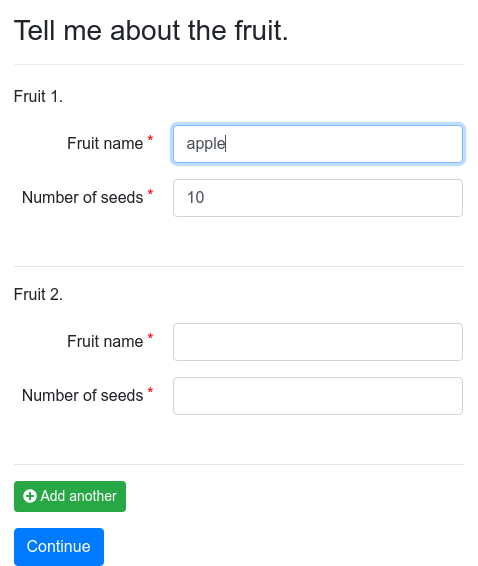 Tell me about the fruit.
Fruit 1.
Fruit name * apple
Number of seeds * 10
Fruit 2.
Fruit name *
Number of seeds *
Add another
Continue